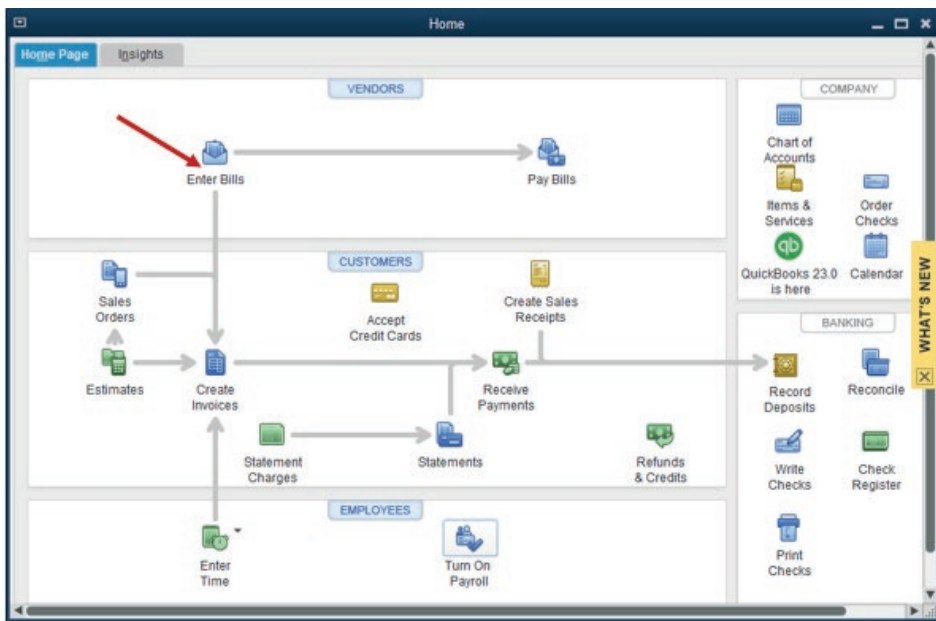 Home
Home Page
Insights
VENDORS
Enter Bills
Pay Bills
CUSTOMERS
Sales
Orders
Accept
Credit Cards
Create Sales
Receipts
Estimates
Create
Invoices
Receive
Payments
Statement
Charges
Statements
Refunds
& Credits
EMPLOYEES
Enter
Time
Turn On
Payroll
COMPANY
Chart of
Accounts
Items &
Services
Order
Checks
qb
QuickBooks 23.0
is here
Calendar
BANKING
Record
Deposits
Reconcile
Write
Checks
Check
Register
Print
Checks
WHAT'S NEW